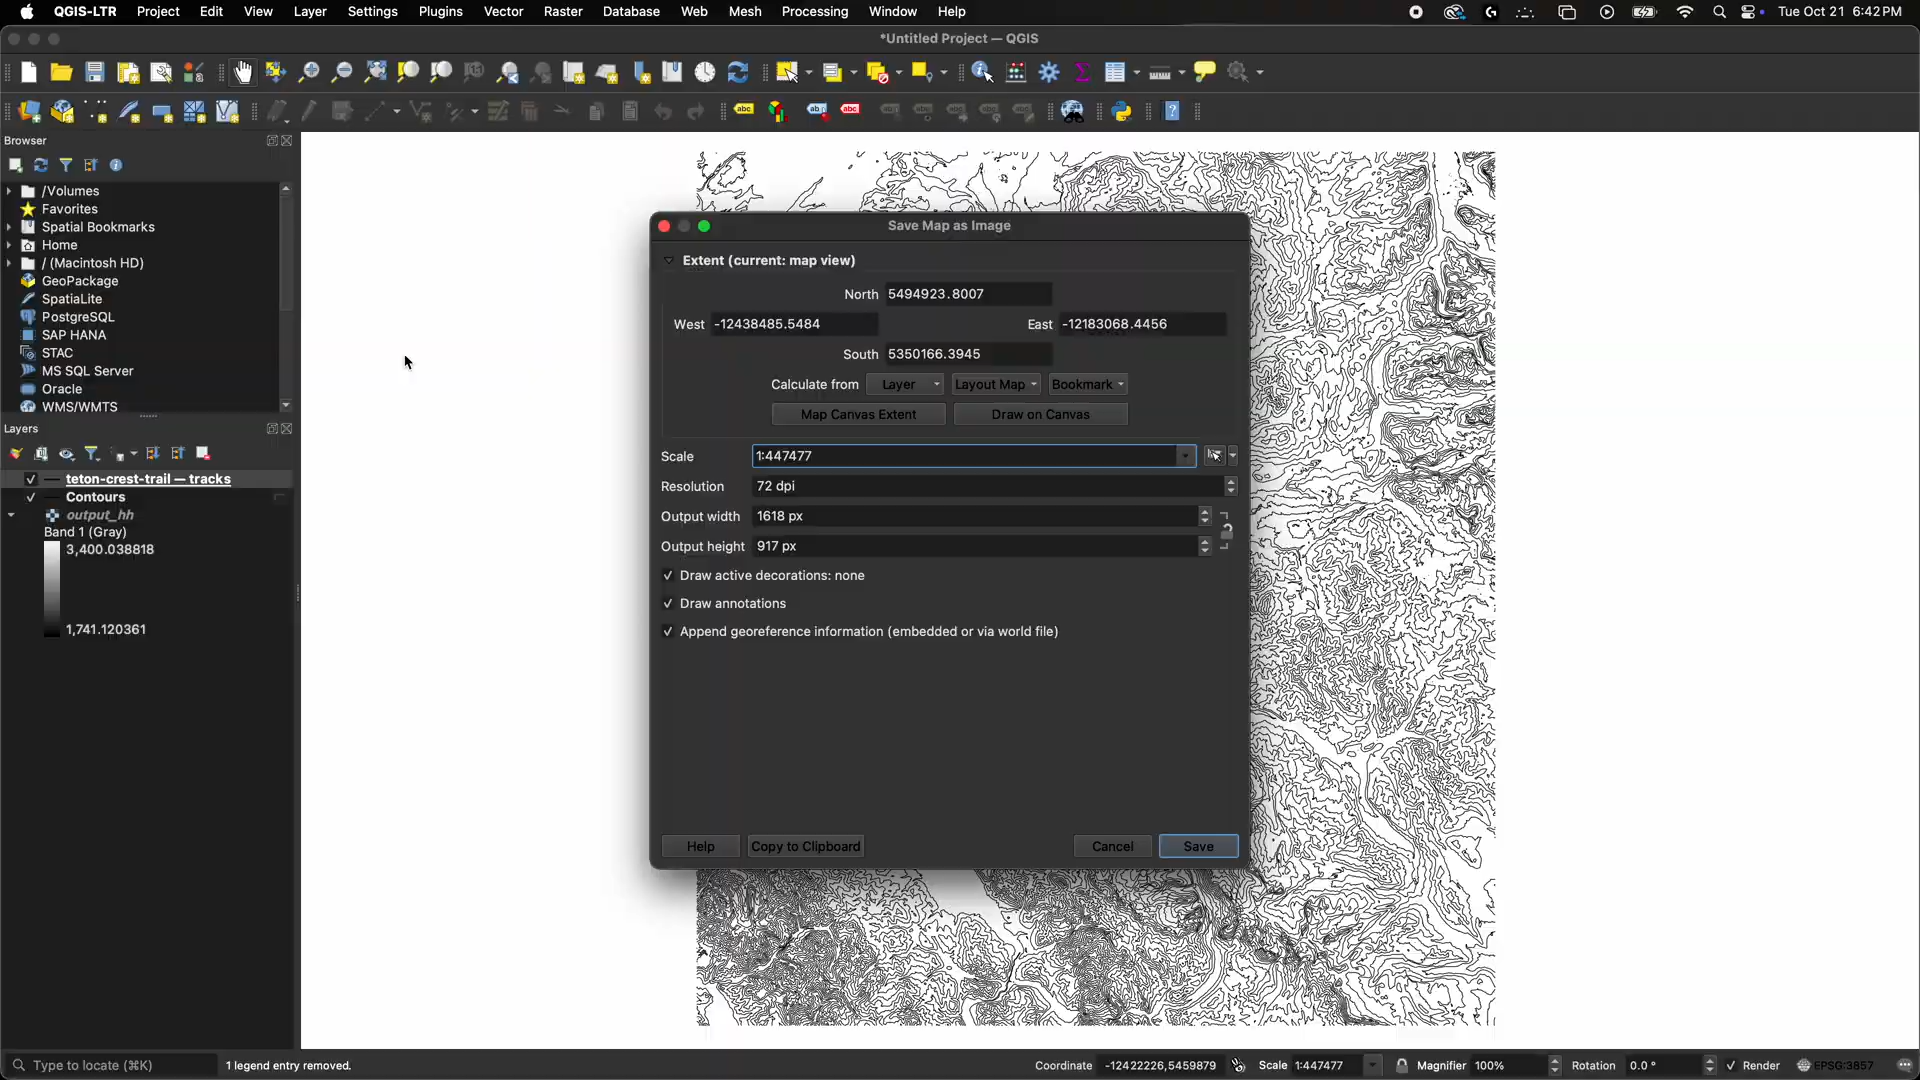 QGIS-LTR Project Edit View Layer Settings Plugins Vector Raster Database Web Mesh Processing Window Help Tue Oct 21 6:42 PM
*Untitled Project — QGIS
Browser
/Volumes
Favorites
Spatial Bookmarks
Home
/ (Macintosh HD)
GeoPackage
SpatiaLite
PostgreSQL
SAP HANA
STAC
MS SQL Server
Oracle
WMS/WMTS
Layers
teton-crest-trail — tracks
Contours
output_hh
Band 1 (Gray)
3,400.038818
1,741.120361
Save Map as Image
Extent (current: map view)
North 5494923.8007
West -12438485.5484 East -12183068.4456
South 5350166.3945
Calculate from Layer Layout Map Bookmark
Map Canvas Extent Draw on Canvas
Scale 1:447477
Resolution 72 dpi
Output width 1618 px
Output height 917 px
Draw active decorations: none
Draw annotations
Append georeference information (embedded or via world file)
Help Copy to Clipboard Cancel Save
Type to locate (⌘K) 1 legend entry removed. Coordinate -12422226,5459879 Scale 1:447477 Magnifier 100% Rotation 0.0 ° Render EPSG:3857